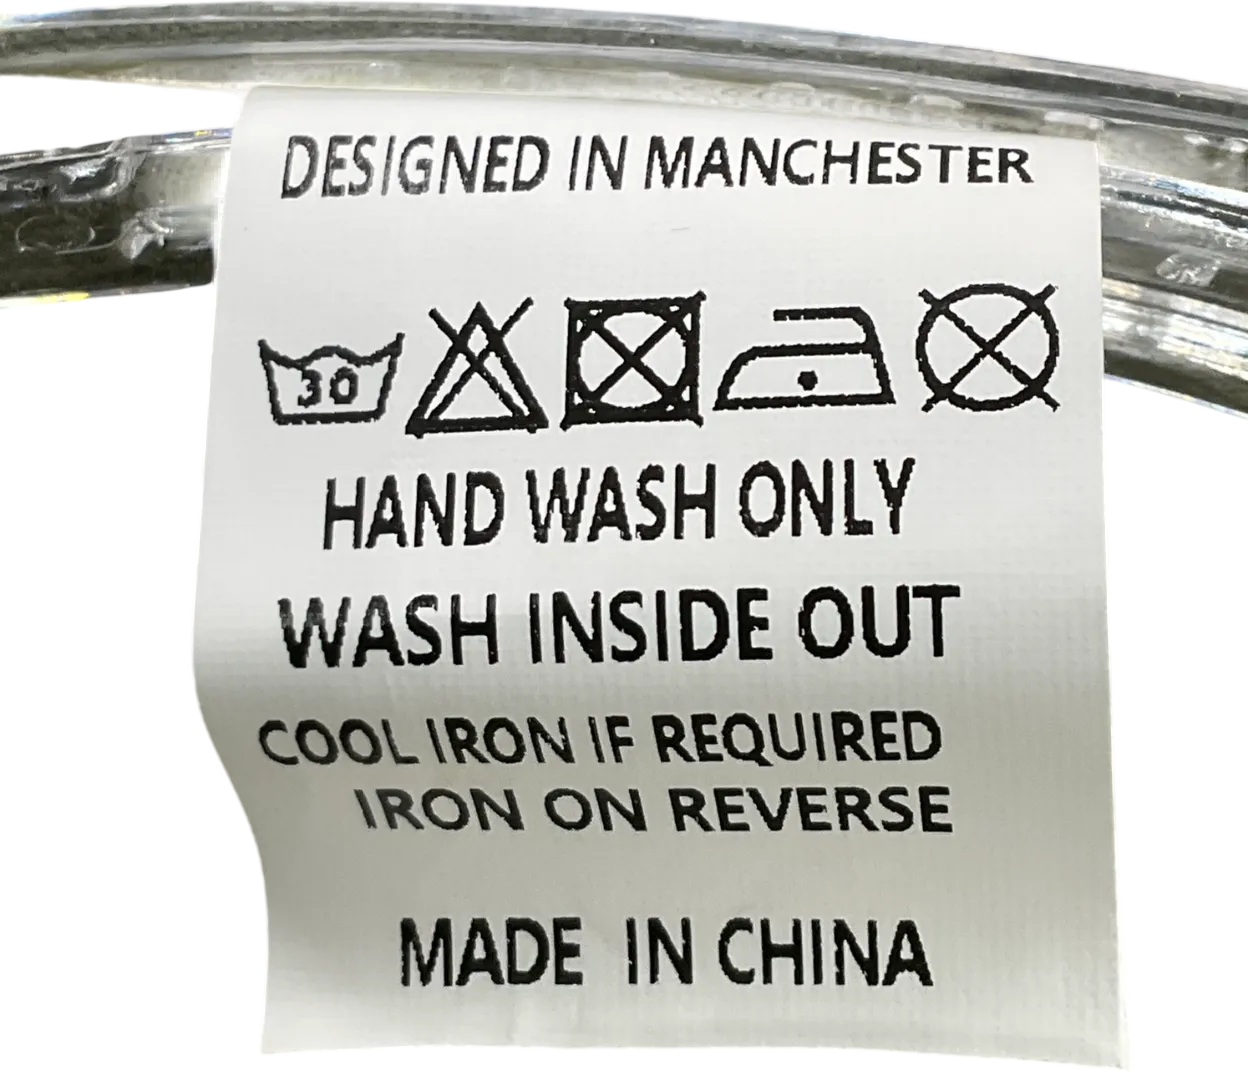 DESIGNED IN MANCHESTER
30
HAND WASH ONLY
WASH INSIDE OUT
COOL IRON IF REQUIRED
IRON ON REVERSE
MADE IN CHINA